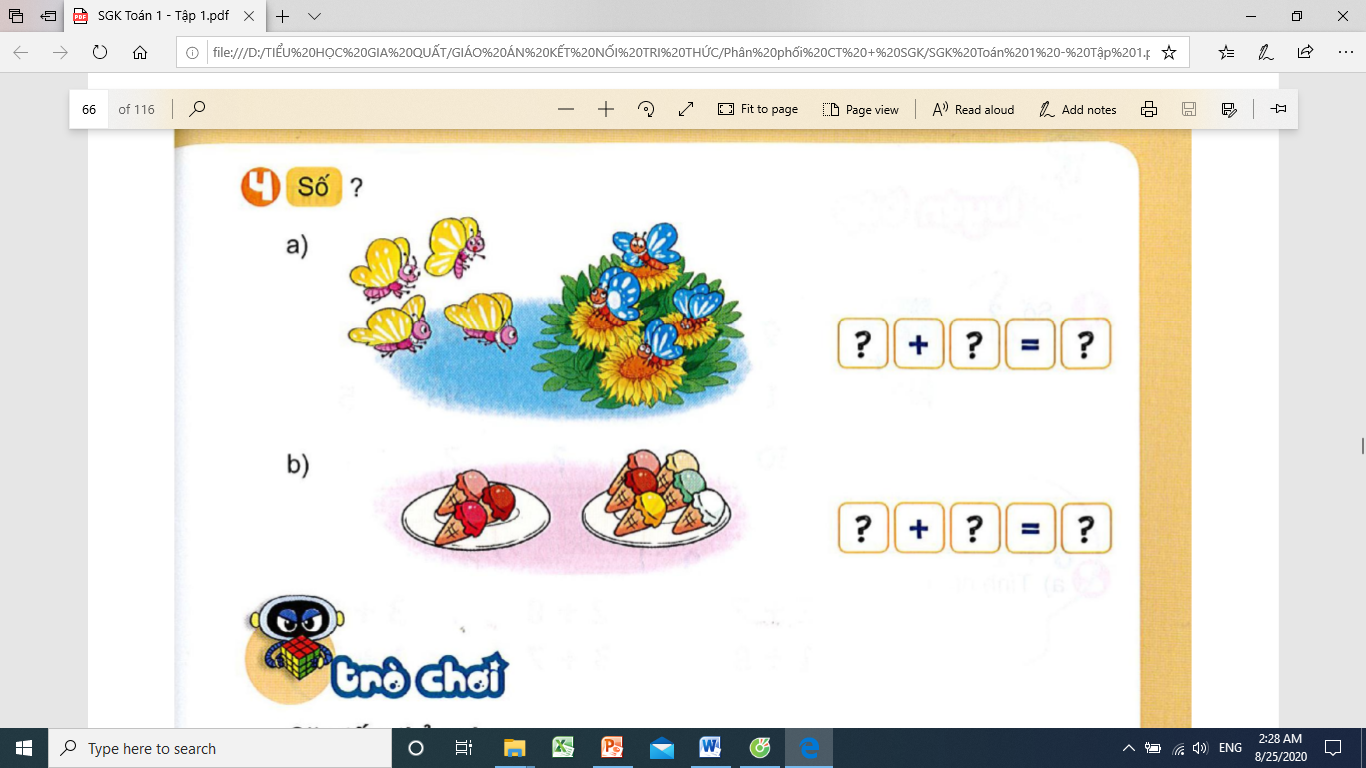 SGK Toán 1 - Tập 1.pdf
file:///D:/TIỂU%20HỌC%20GIA%20QUẤT/GIÁO%20ÁN%20KẾT%20NỐI%20TRI%20THỨC/Phân%20phối%20CT%20+%20SGK/SGK%20Toán%201%20-%20Tập%201.p
66 of 116 Fit to page Page view Read aloud Add notes
4 Số ?
a)
? + ? = ?
b)
? + ? = ?
trò chơi
Type here to search
ENG
2:28 AM
8/25/2020